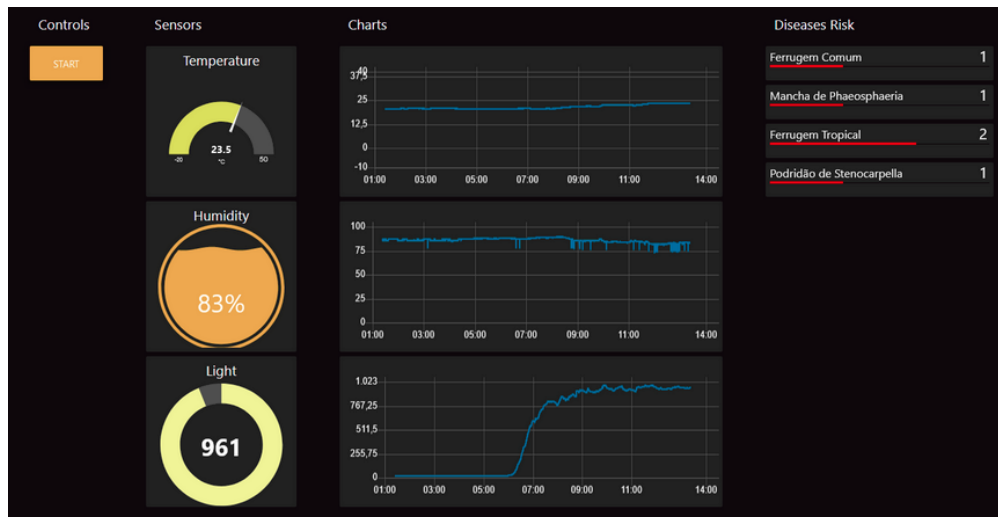 Controls
START
Sensors
Temperature
23.5
°C
-20
50
Humidity
83%
Light
961
Charts
40
37,5
25
12,5
0
-10
01:00 03:00 05:00 07:00 09:00 11:00 14:00
100
75
50
25
0
01:00 03:00 05:00 07:00 09:00 11:00 14:00
1.023
767,25
511,5
255,75
0
01:00 03:00 05:00 07:00 09:00 11:00 14:00
Diseases Risk
Ferrugem Comum 1
Mancha de Phaeosphaeria 1
Ferrugem Tropical 2
Podridão de Stenocarpella 1